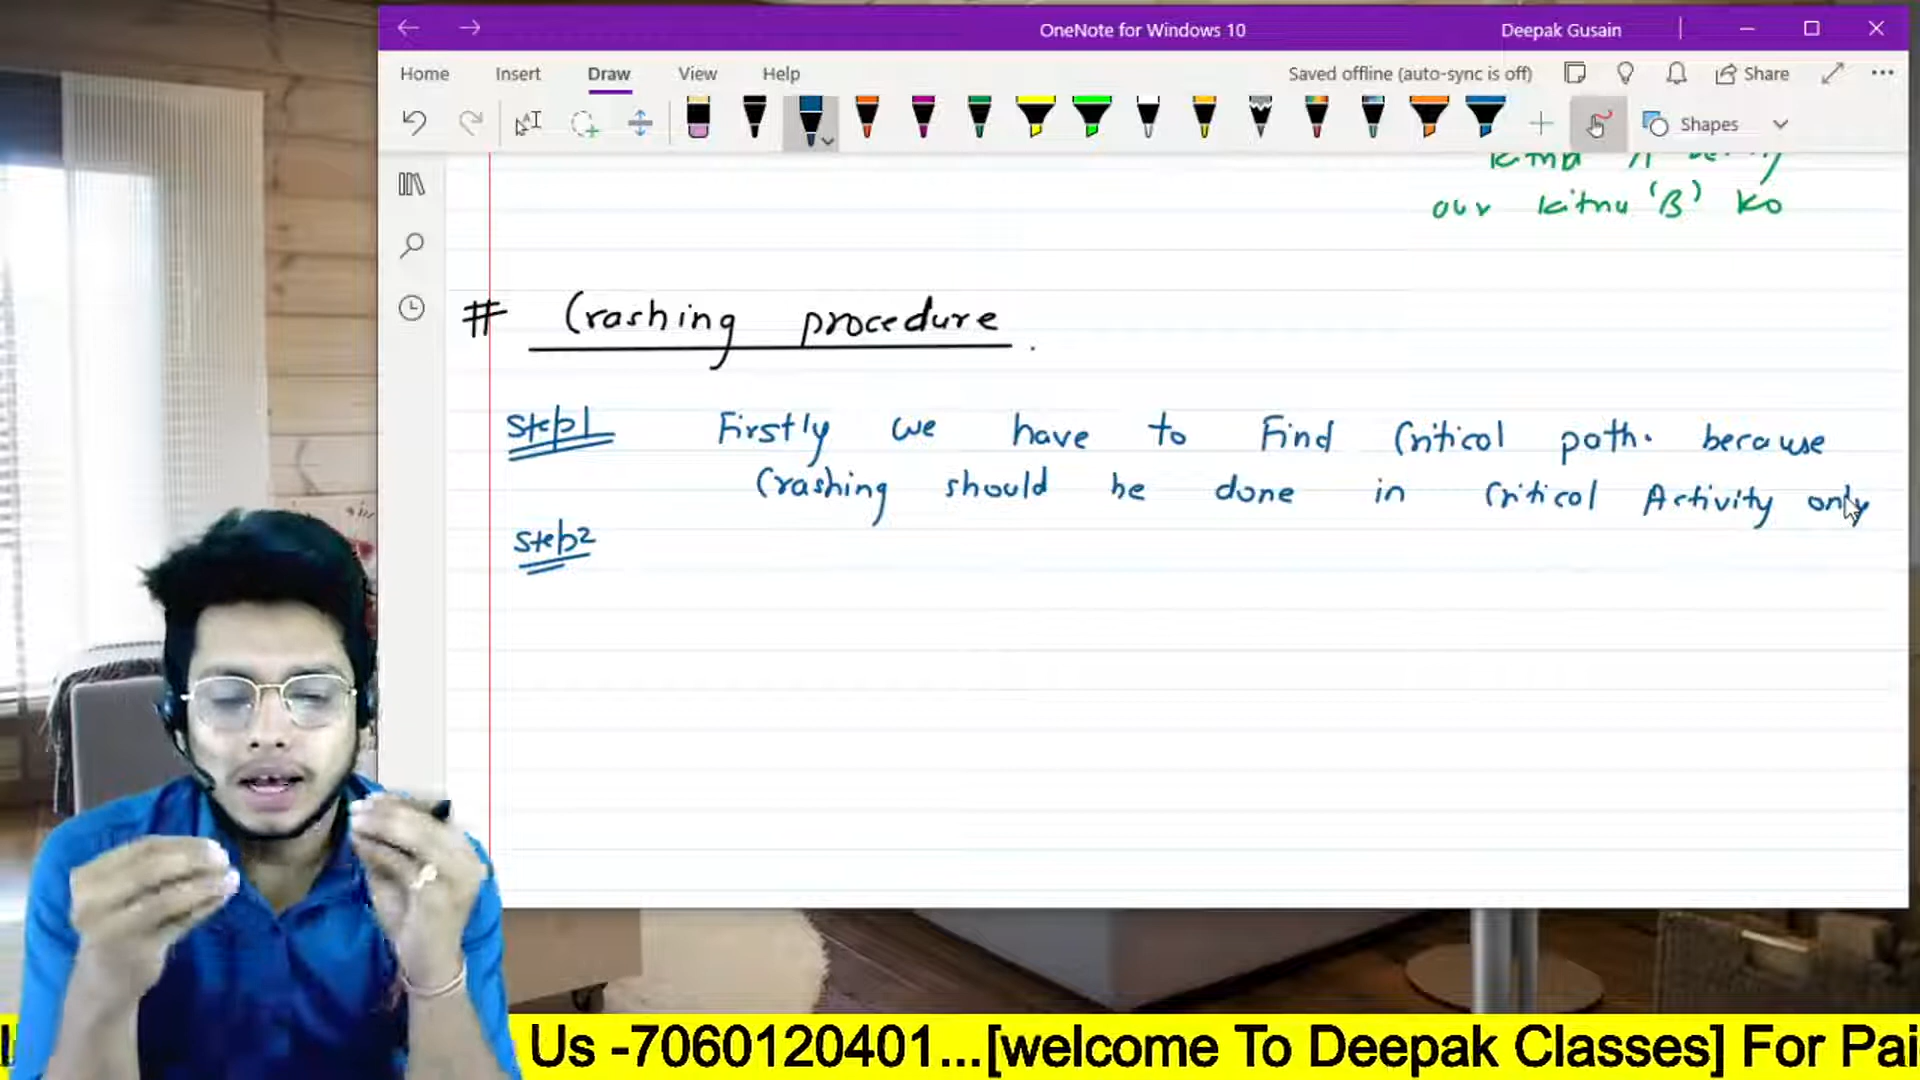 OneNote for Windows 10
Deepak Gusain
Home Insert Draw View Help
Saved offline (auto-sync is off)
Share
Shapes
our kitnu 'B' ko
# Crashing procedure.
Step1 Firstly we have to Find Critical path. because
Crashing should be done in Critical Activity only
Step2
Us -7060120401...[welcome To Deepak Classes] For Pai